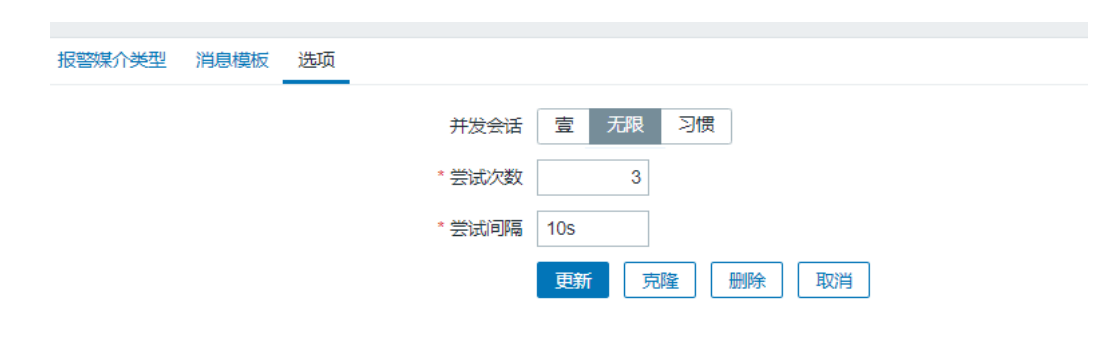 报警媒介类型 消息模板 选项
并发会话 壹 无限 习惯
* 尝试次数 3
* 尝试间隔 10s
更新 克隆 删除 取消